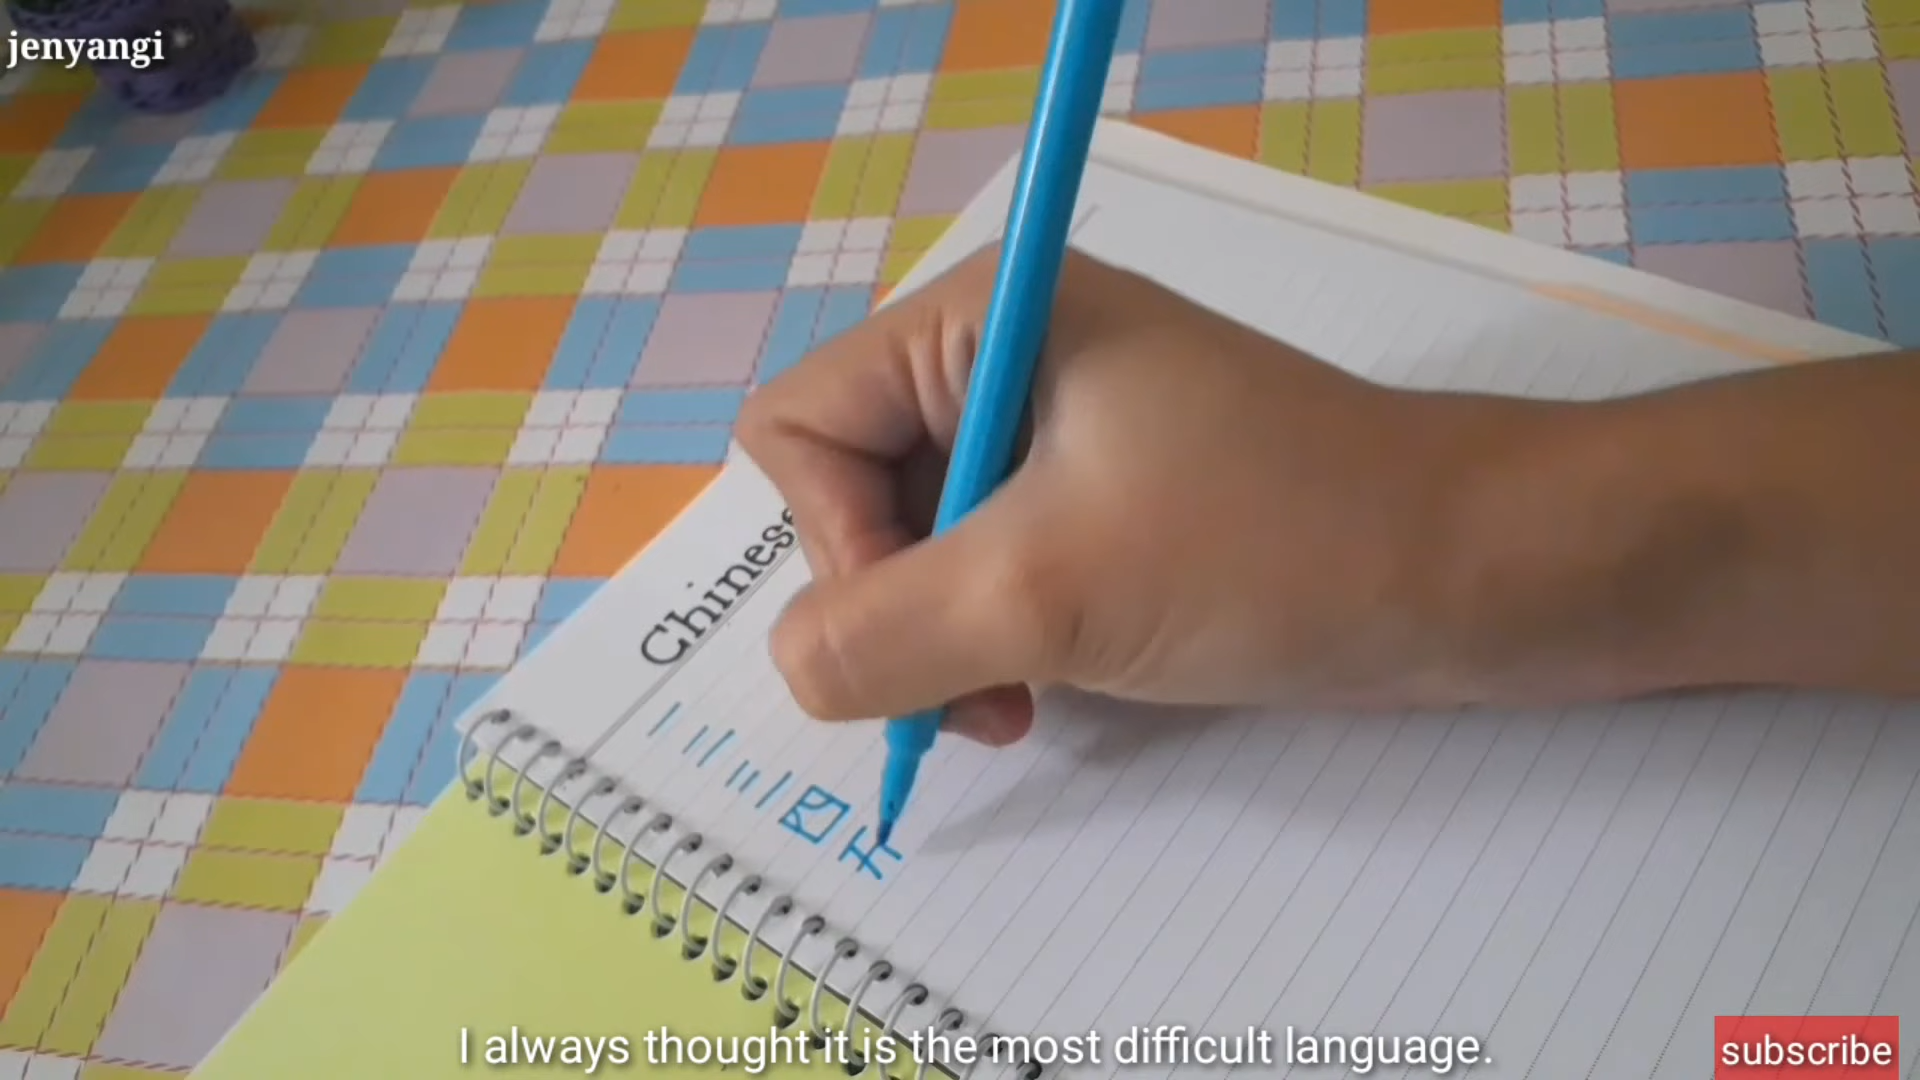 jenyangi
Chinese
一
二
三
四
I always thought it is the most difficult language.
subscribe